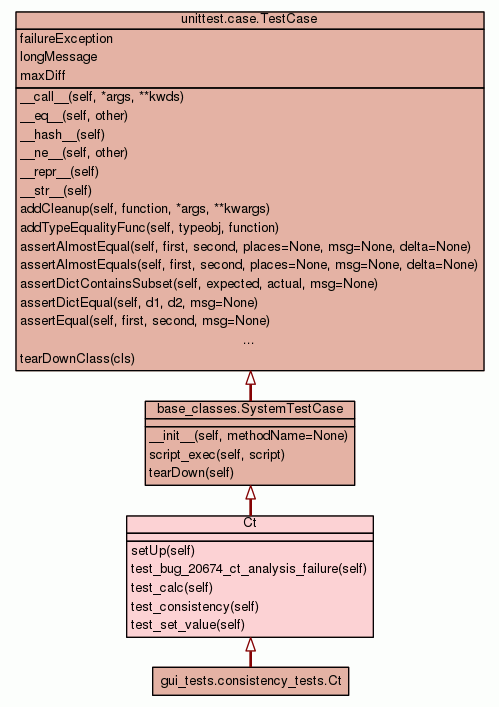 unittest.case.TestCase
failureException
longMessage
maxDiff
__call__(self, *args, **kwds)
__eq__(self, other)
__hash__(self)
__ne__(self, other)
__repr__(self)
__str__(self)
addCleanup(self, function, *args, **kwargs)
addTypeEqualityFunc(self, typeobj, function)
assertAlmostEqual(self, first, second, places=None, msg=None, delta=None)
assertAlmostEquals(self, first, second, places=None, msg=None, delta=None)
assertDictContainsSubset(self, expected, actual, msg=None)
assertDictEqual(self, d1, d2, msg=None)
assertEqual(self, first, second, msg=None)
...
tearDownClass(cls)
base_classes.SystemTestCase
__init__(self, methodName=None)
script_exec(self, script)
tearDown(self)
Ct
setUp(self)
test_bug_20674_ct_analysis_failure(self)
test_calc(self)
test_consistency(self)
test_set_value(self)
gui_tests.consistency_tests.Ct